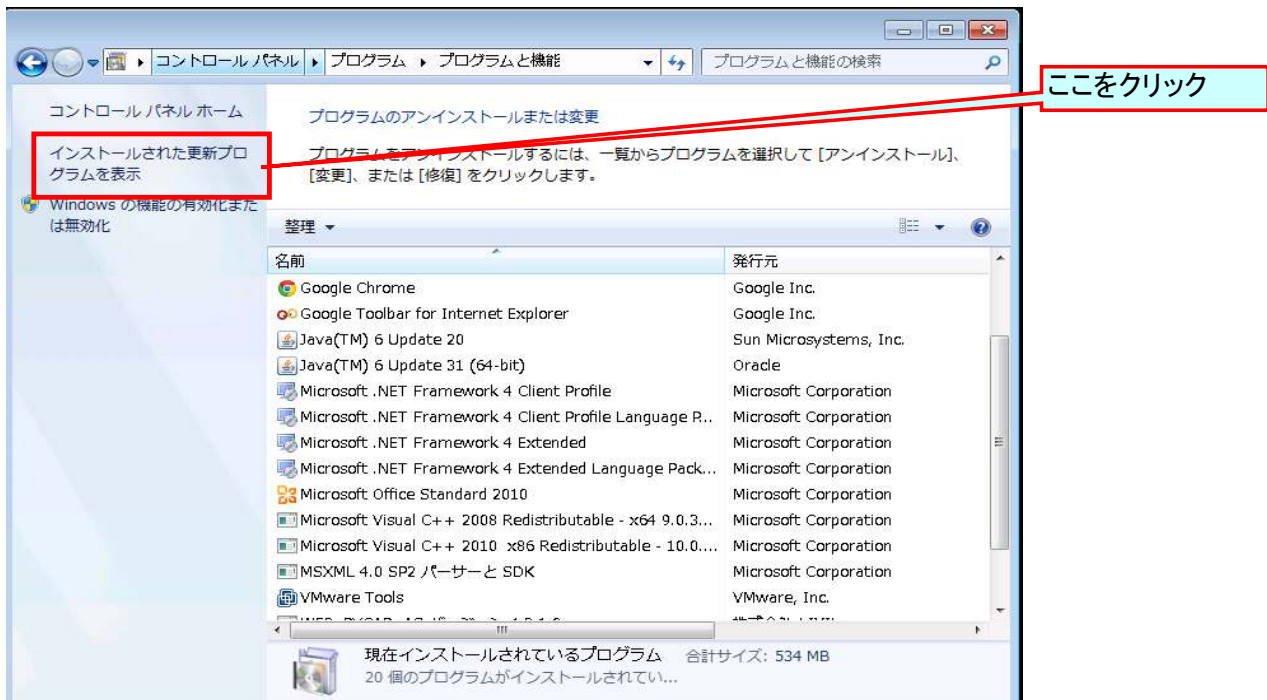 コントロール パネル ▸ プログラム ▸ プログラムと機能
プログラムと機能の検索
ここをクリック
コントロール パネル ホーム
インストールされた更新プロ
グラムを表示
Windows の機能の有効化また
は無効化
プログラムのアンインストールまたは変更
プログラムをアンインストールするには、一覧からプログラムを選択して [アンインストール]、
[変更]、または [修復] をクリックします。
整理
名前 発行元
Google Chrome Google Inc.
Google Toolbar for Internet Explorer Google Inc.
Java(TM) 6 Update 20 Sun Microsystems, Inc.
Java(TM) 6 Update 31 (64-bit) Oracle
Microsoft .NET Framework 4 Client Profile Microsoft Corporation
Microsoft .NET Framework 4 Client Profile Language P... Microsoft Corporation
Microsoft .NET Framework 4 Extended Microsoft Corporation
Microsoft .NET Framework 4 Extended Language Pack... Microsoft Corporation
Microsoft Office Standard 2010 Microsoft Corporation
Microsoft Visual C++ 2008 Redistributable - x64 9.0.3... Microsoft Corporation
Microsoft Visual C++ 2010 x86 Redistributable - 10.0.... Microsoft Corporation
MSXML 4.0 SP2 パーサーと SDK Microsoft Corporation
VMware Tools VMware, Inc.
現在インストールされているプログラム 合計サイズ: 534 MB
20 個のプログラムがインストールされてい...